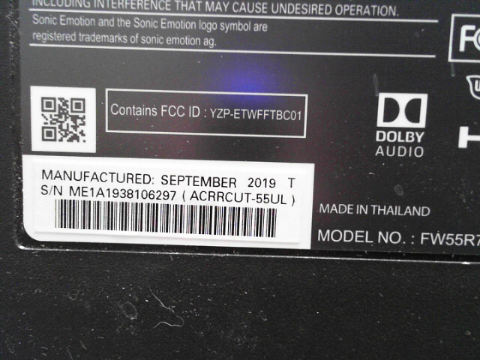 INCLUDING INTERFERENCE THAT MAY CAUSE UNDESIRED OPERATION.
Sonic Emotion and the Sonic Emotion logo symbol are
registered trademarks of sonic emotion ag.
FC
Contains FCC ID : YZP-ETWFFTBC01
DOLBY
AUDIO
MANUFACTURED: SEPTEMBER 2019 T
S/N ME1A1938106297 ( ACRRCUT-55UL )
MADE IN THAILAND
MODEL NO. : FW55R7